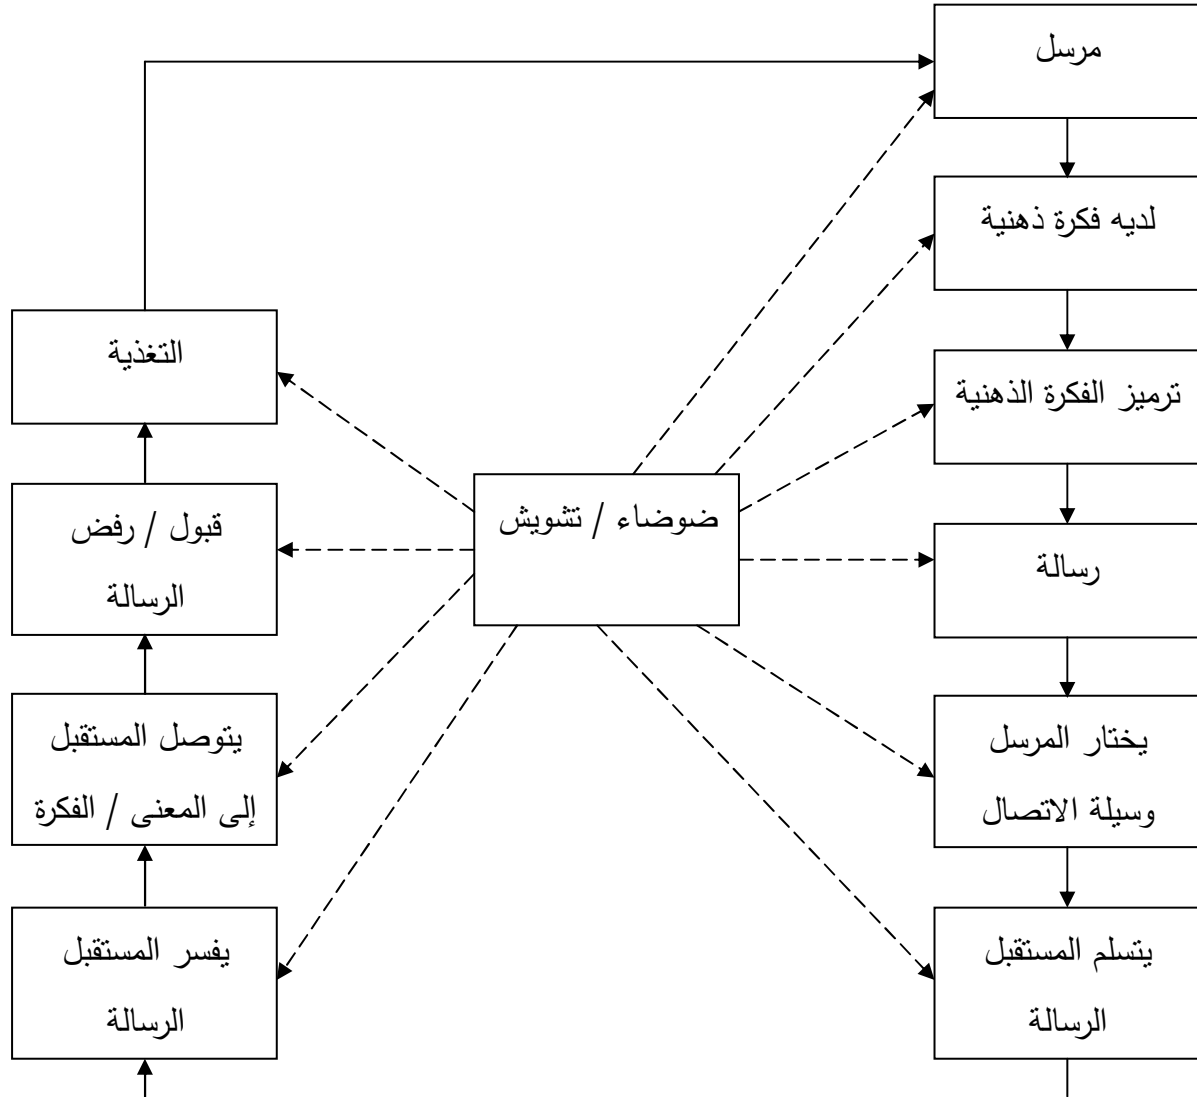 مرسل
لديه فكرة ذهنية
ترميز الفكرة الذهنية
رسالة
يختار المرسل
وسيلة الاتصال
يتسلم المستقبل
الرسالة
ضوضاء / تشويش
التغذية
قبول / رفض
الرسالة
يتوصل المستقبل
إلى المعنى / الفكرة
يفسر المستقبل
الرسالة